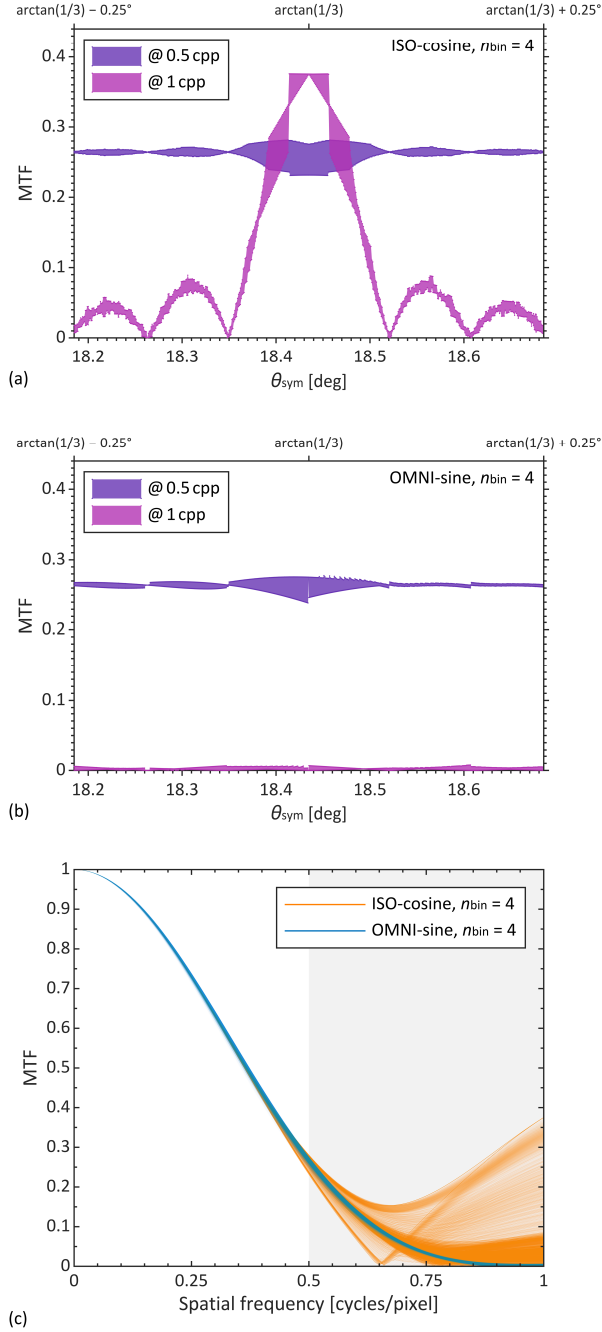 arctan(1/3) − 0.25° arctan(1/3) arctan(1/3) + 0.25°
0.4
@ 0.5 cpp
@ 1 cpp
ISO-cosine, nbin = 4
0.3
MTF
0.2
0.1
0
18.2 18.3 18.4 18.5 18.6
(a)
θsym [deg]
arctan(1/3) − 0.25° arctan(1/3) arctan(1/3) + 0.25°
0.4
@ 0.5 cpp
@ 1 cpp
OMNI-sine, nbin = 4
0.3
MTF
0.2
0.1
0
18.2 18.3 18.4 18.5 18.6
(b)
θsym [deg]
1
0.9
ISO-cosine, nbin = 4
OMNI-sine, nbin = 4
0.8
0.7
0.6
MTF
0.5
0.4
0.3
0.2
0.1
0
0 0.25 0.5 0.75 1
Spatial frequency [cycles/pixel]
(c)